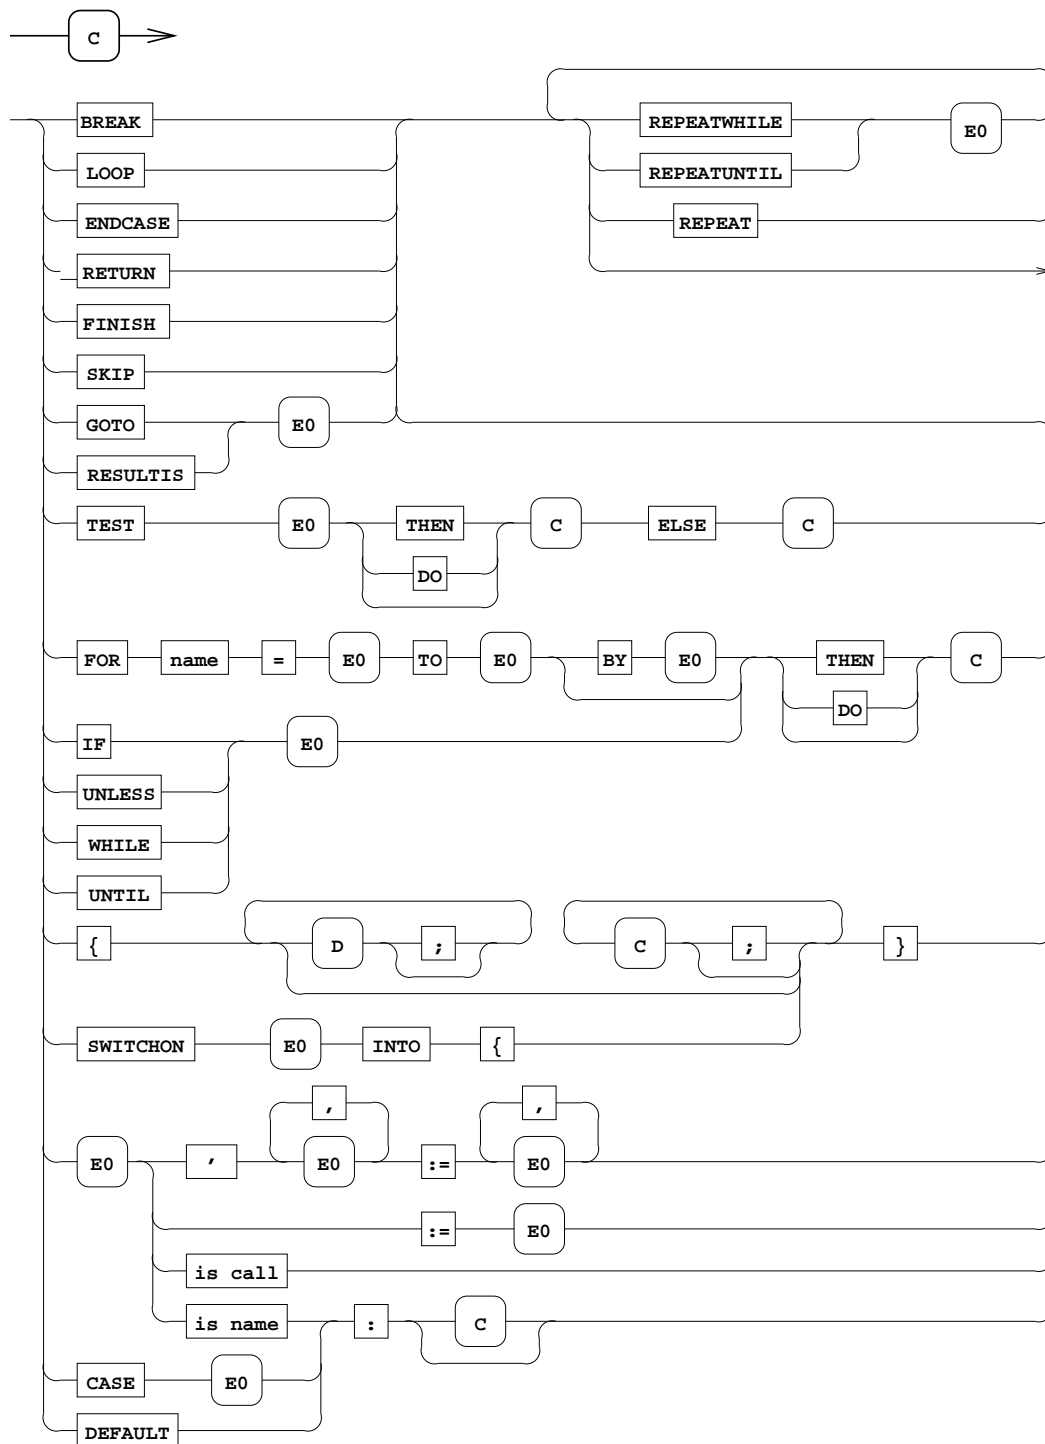 C
BREAK REPEATWHILE E0
LOOP REPEATUNTIL
ENDCASE REPEAT
RETURN
FINISH
SKIP
GOTO E0
RESULTIS
TEST E0 THEN C ELSE C
DO
FOR name = E0 TO E0 BY E0 THEN C
DO
IF E0
UNLESS
WHILE
UNTIL
{ D ; C ; }
SWITCHON E0 INTO {
, ,
E0 , E0 := E0
:= E0
is call
is name : C
CASE E0
DEFAULT